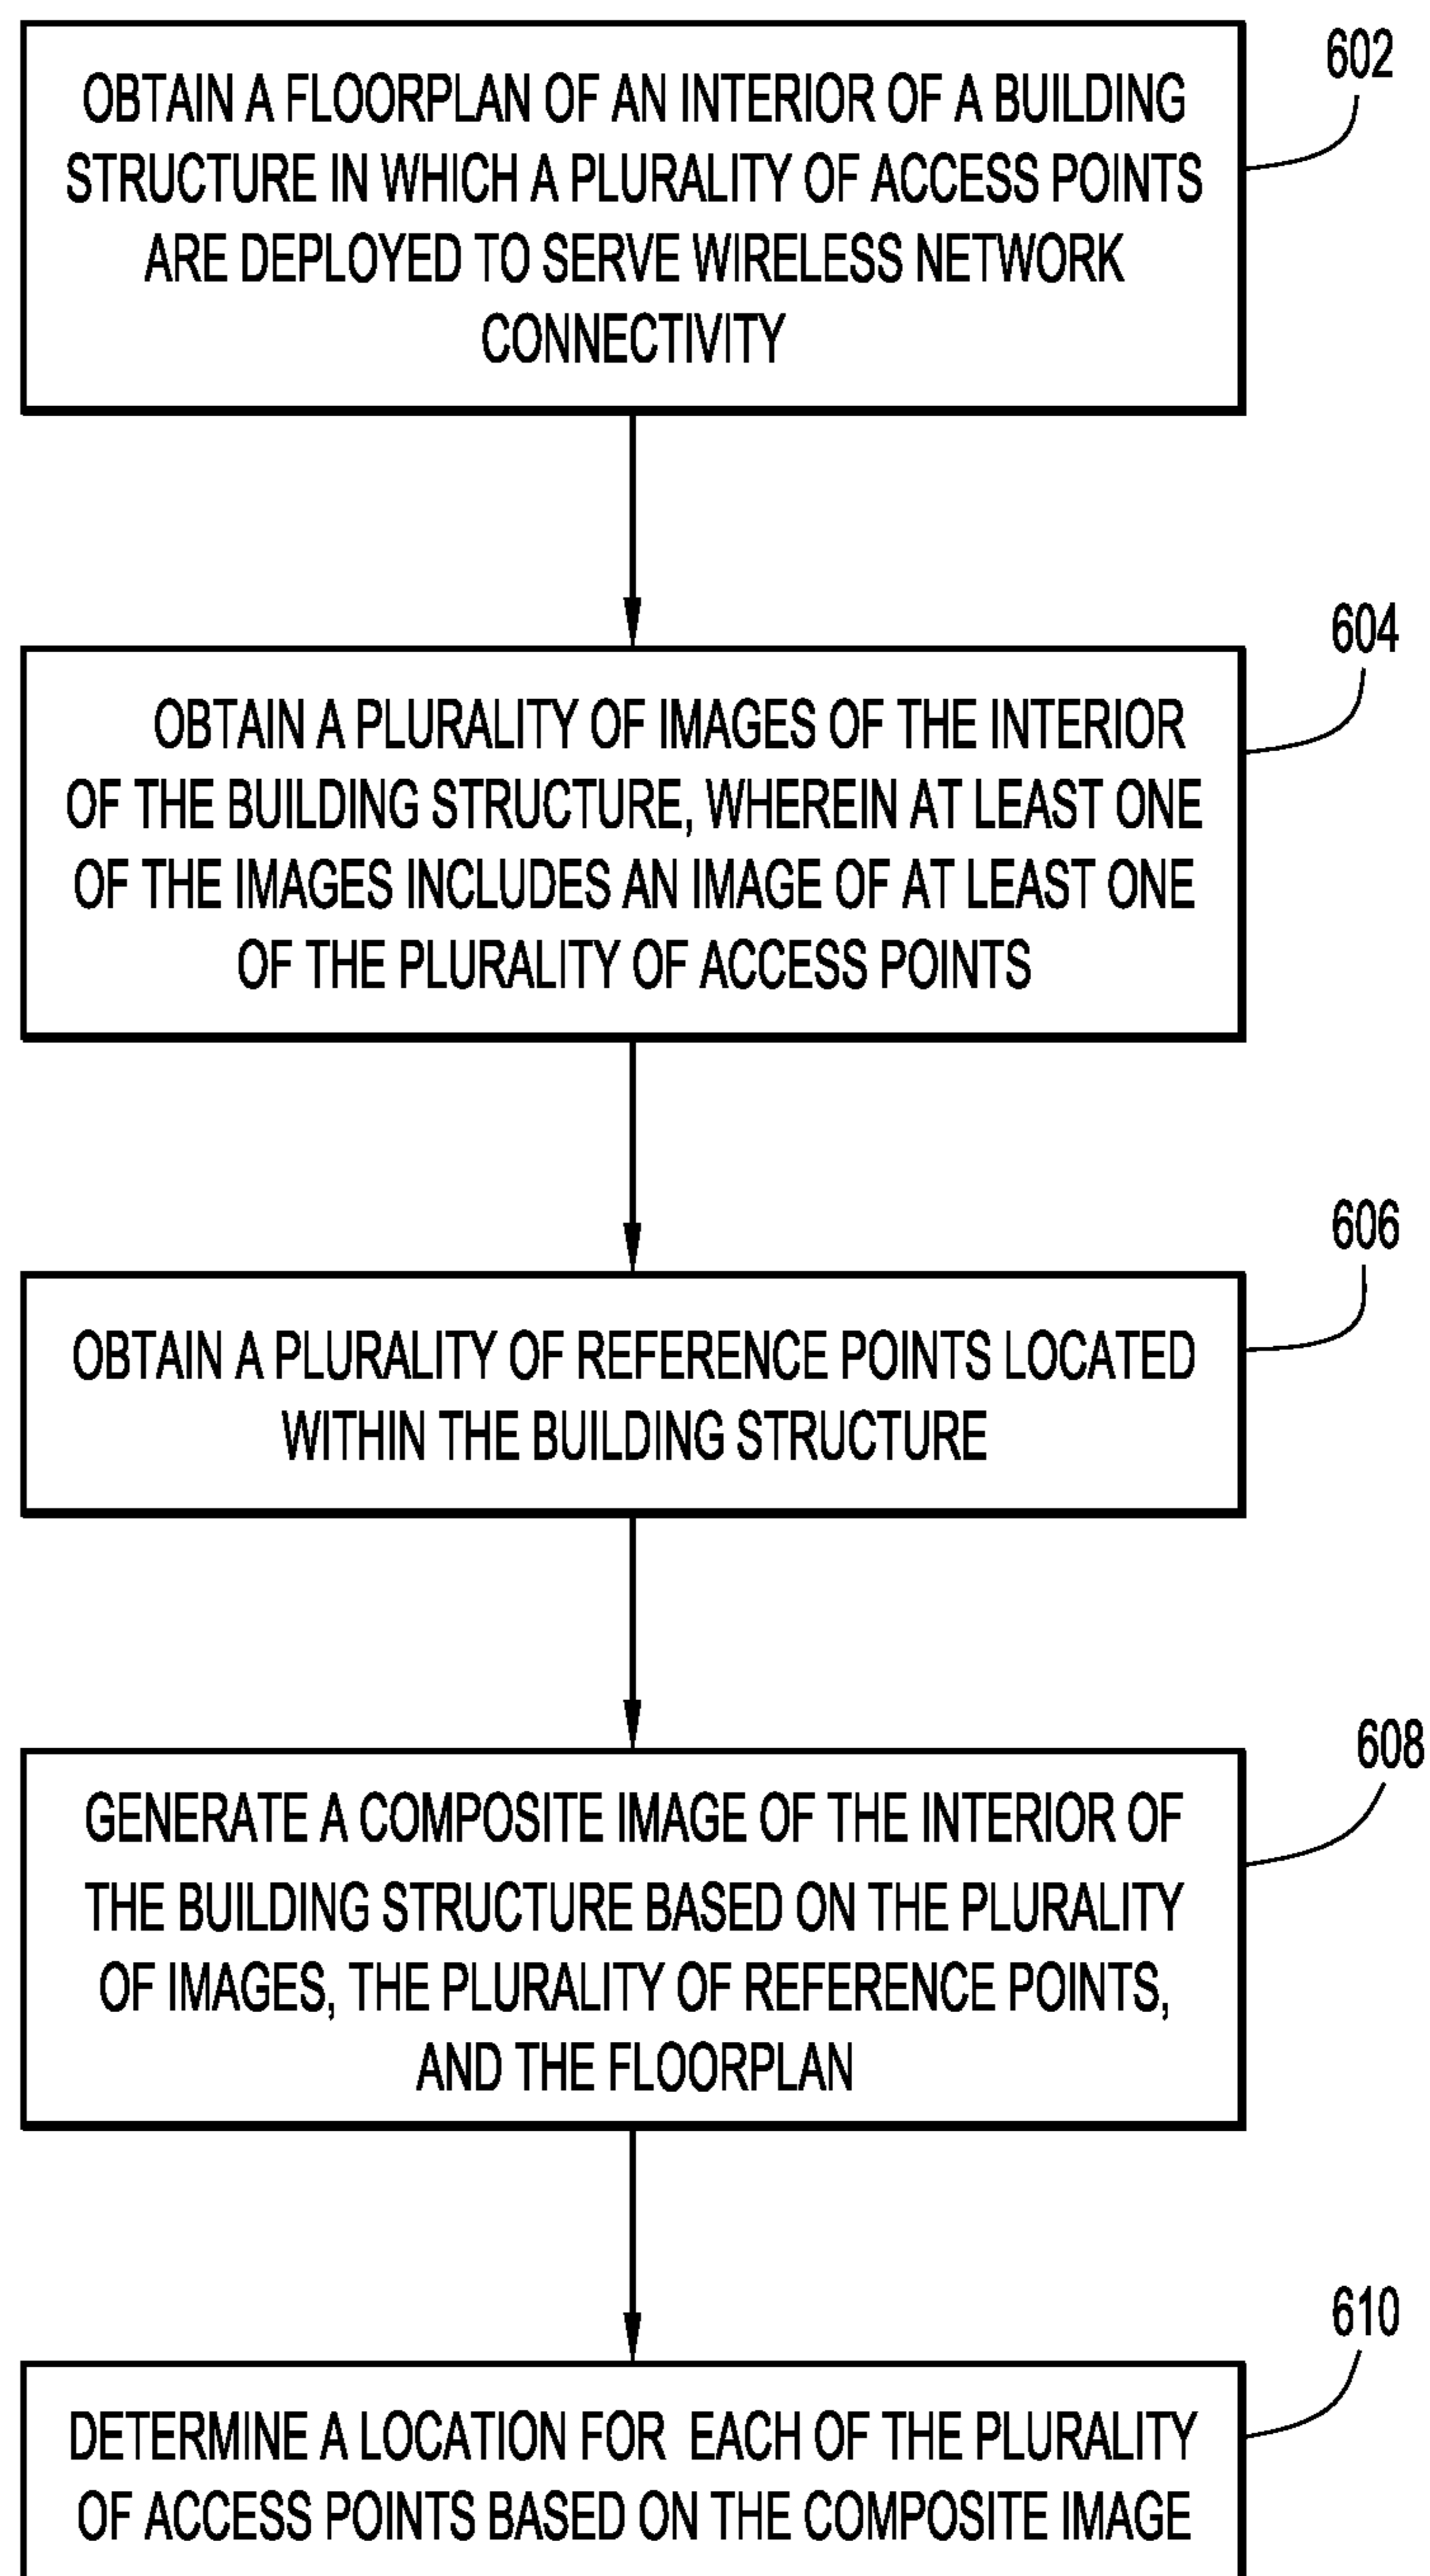 602
OBTAIN A FLOORPLAN OF AN INTERIOR OF A BUILDING
STRUCTURE IN WHICH A PLURALITY OF ACCESS POINTS
ARE DEPLOYED TO SERVE WIRELESS NETWORK
CONNECTIVITY
604
OBTAIN A PLURALITY OF IMAGES OF THE INTERIOR
OF THE BUILDING STRUCTURE, WHEREIN AT LEAST ONE
OF THE IMAGES INCLUDES AN IMAGE OF AT LEAST ONE
OF THE PLURALITY OF ACCESS POINTS
606
OBTAIN A PLURALITY OF REFERENCE POINTS LOCATED
WITHIN THE BUILDING STRUCTURE
608
GENERATE A COMPOSITE IMAGE OF THE INTERIOR OF
THE BUILDING STRUCTURE BASED ON THE PLURALITY
OF IMAGES, THE PLURALITY OF REFERENCE POINTS,
AND THE FLOORPLAN
610
DETERMINE A LOCATION FOR EACH OF THE PLURALITY
OF ACCESS POINTS BASED ON THE COMPOSITE IMAGE